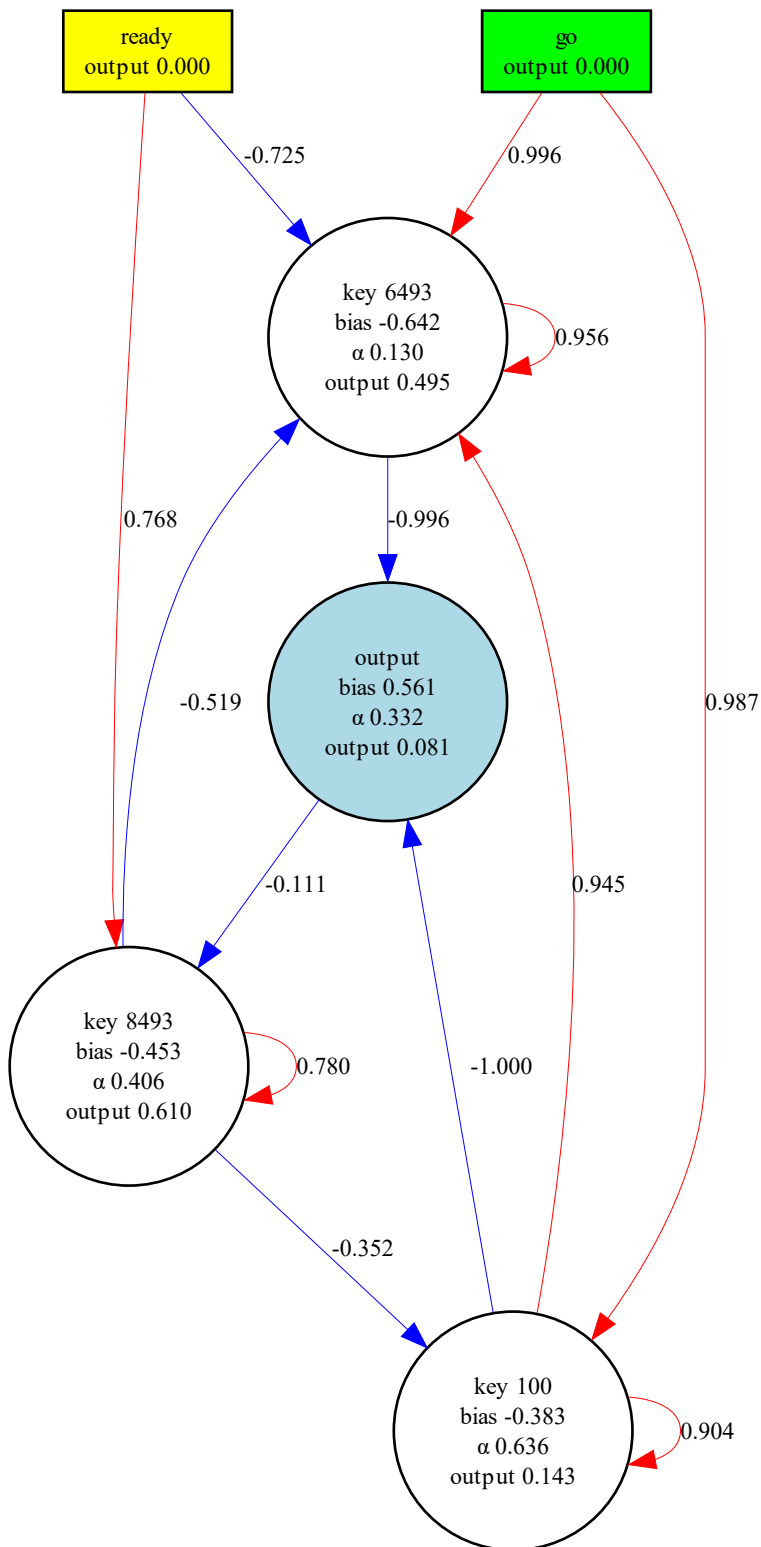 ready
output 0.000
go
output 0.000
-0.725
0.996
key 6493
bias -0.642
α 0.130
output 0.495
0.956
0.768
-0.996
-0.519
output
bias 0.561
α 0.332
output 0.081
0.987
-0.111
0.945
key 8493
bias -0.453
α 0.406
output 0.610
0.780
-1.000
-0.352
key 100
bias -0.383
α 0.636
output 0.143
0.904